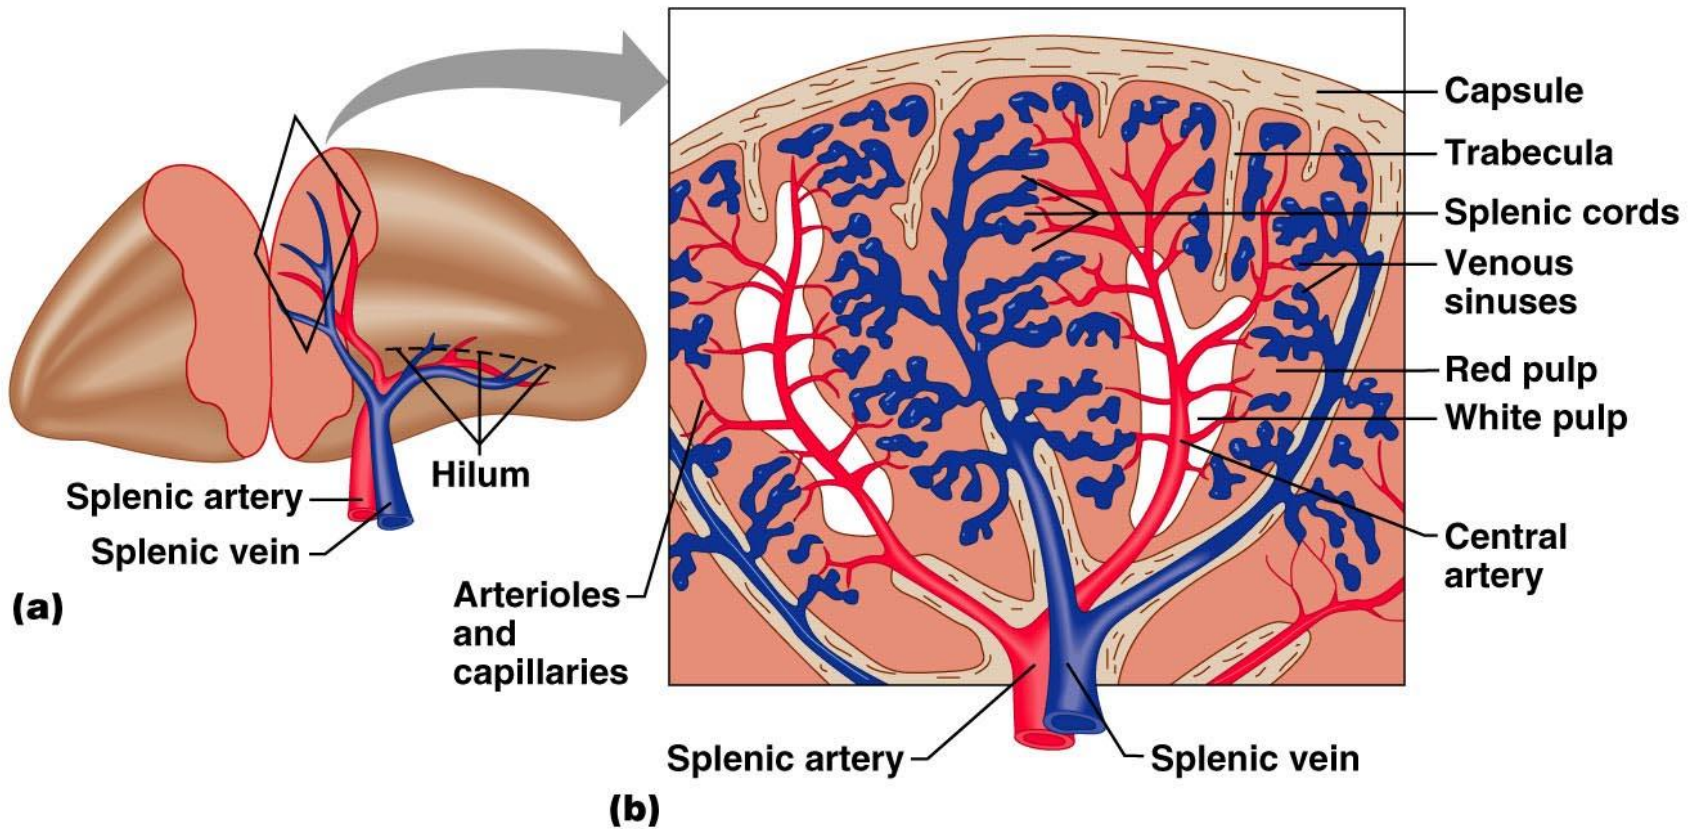 Splenic artery
Hilum
Splenic vein
(a)
Capsule
Trabecula
Splenic cords
Venous
sinuses
Red pulp
White pulp
Central
artery
Arterioles
and
capillaries
Splenic artery
Splenic vein
(b)